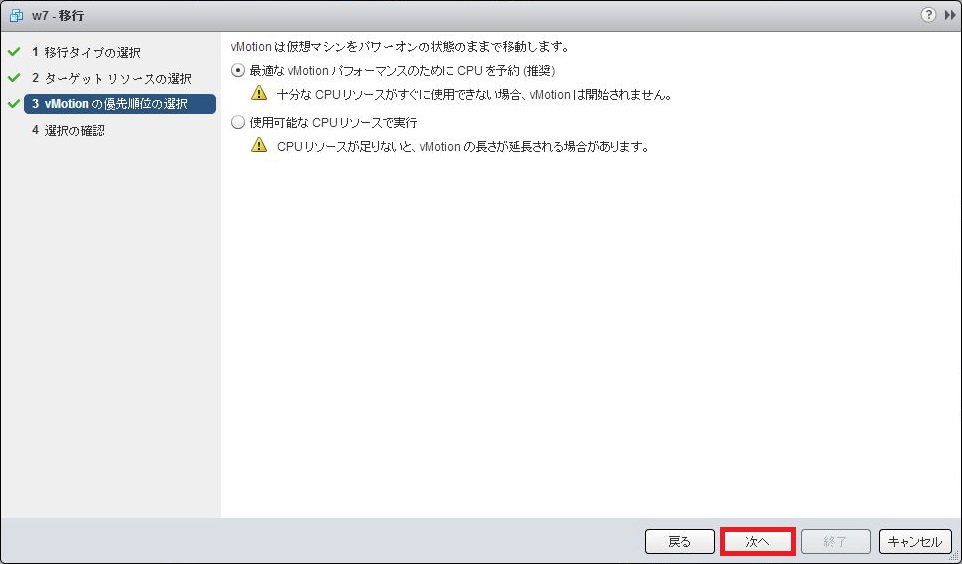 w7 - 移行
?
1 移行タイプの選択
2 ターゲット リソースの選択
3 vMotion の優先順位の選択
4 選択の確認
vMotion は仮想マシンをパワーオンの状態のままで移動します。
最適な vMotion パフォーマンスのために CPU を予約 (推奨)
十分な CPU リソースがすぐに使用できない場合、vMotion は開始されません。
使用可能な CPU リソースで実行
CPU リソースが足りないと、vMotion の長さが延長される場合があります。
戻る 次へ 終了 キャンセル